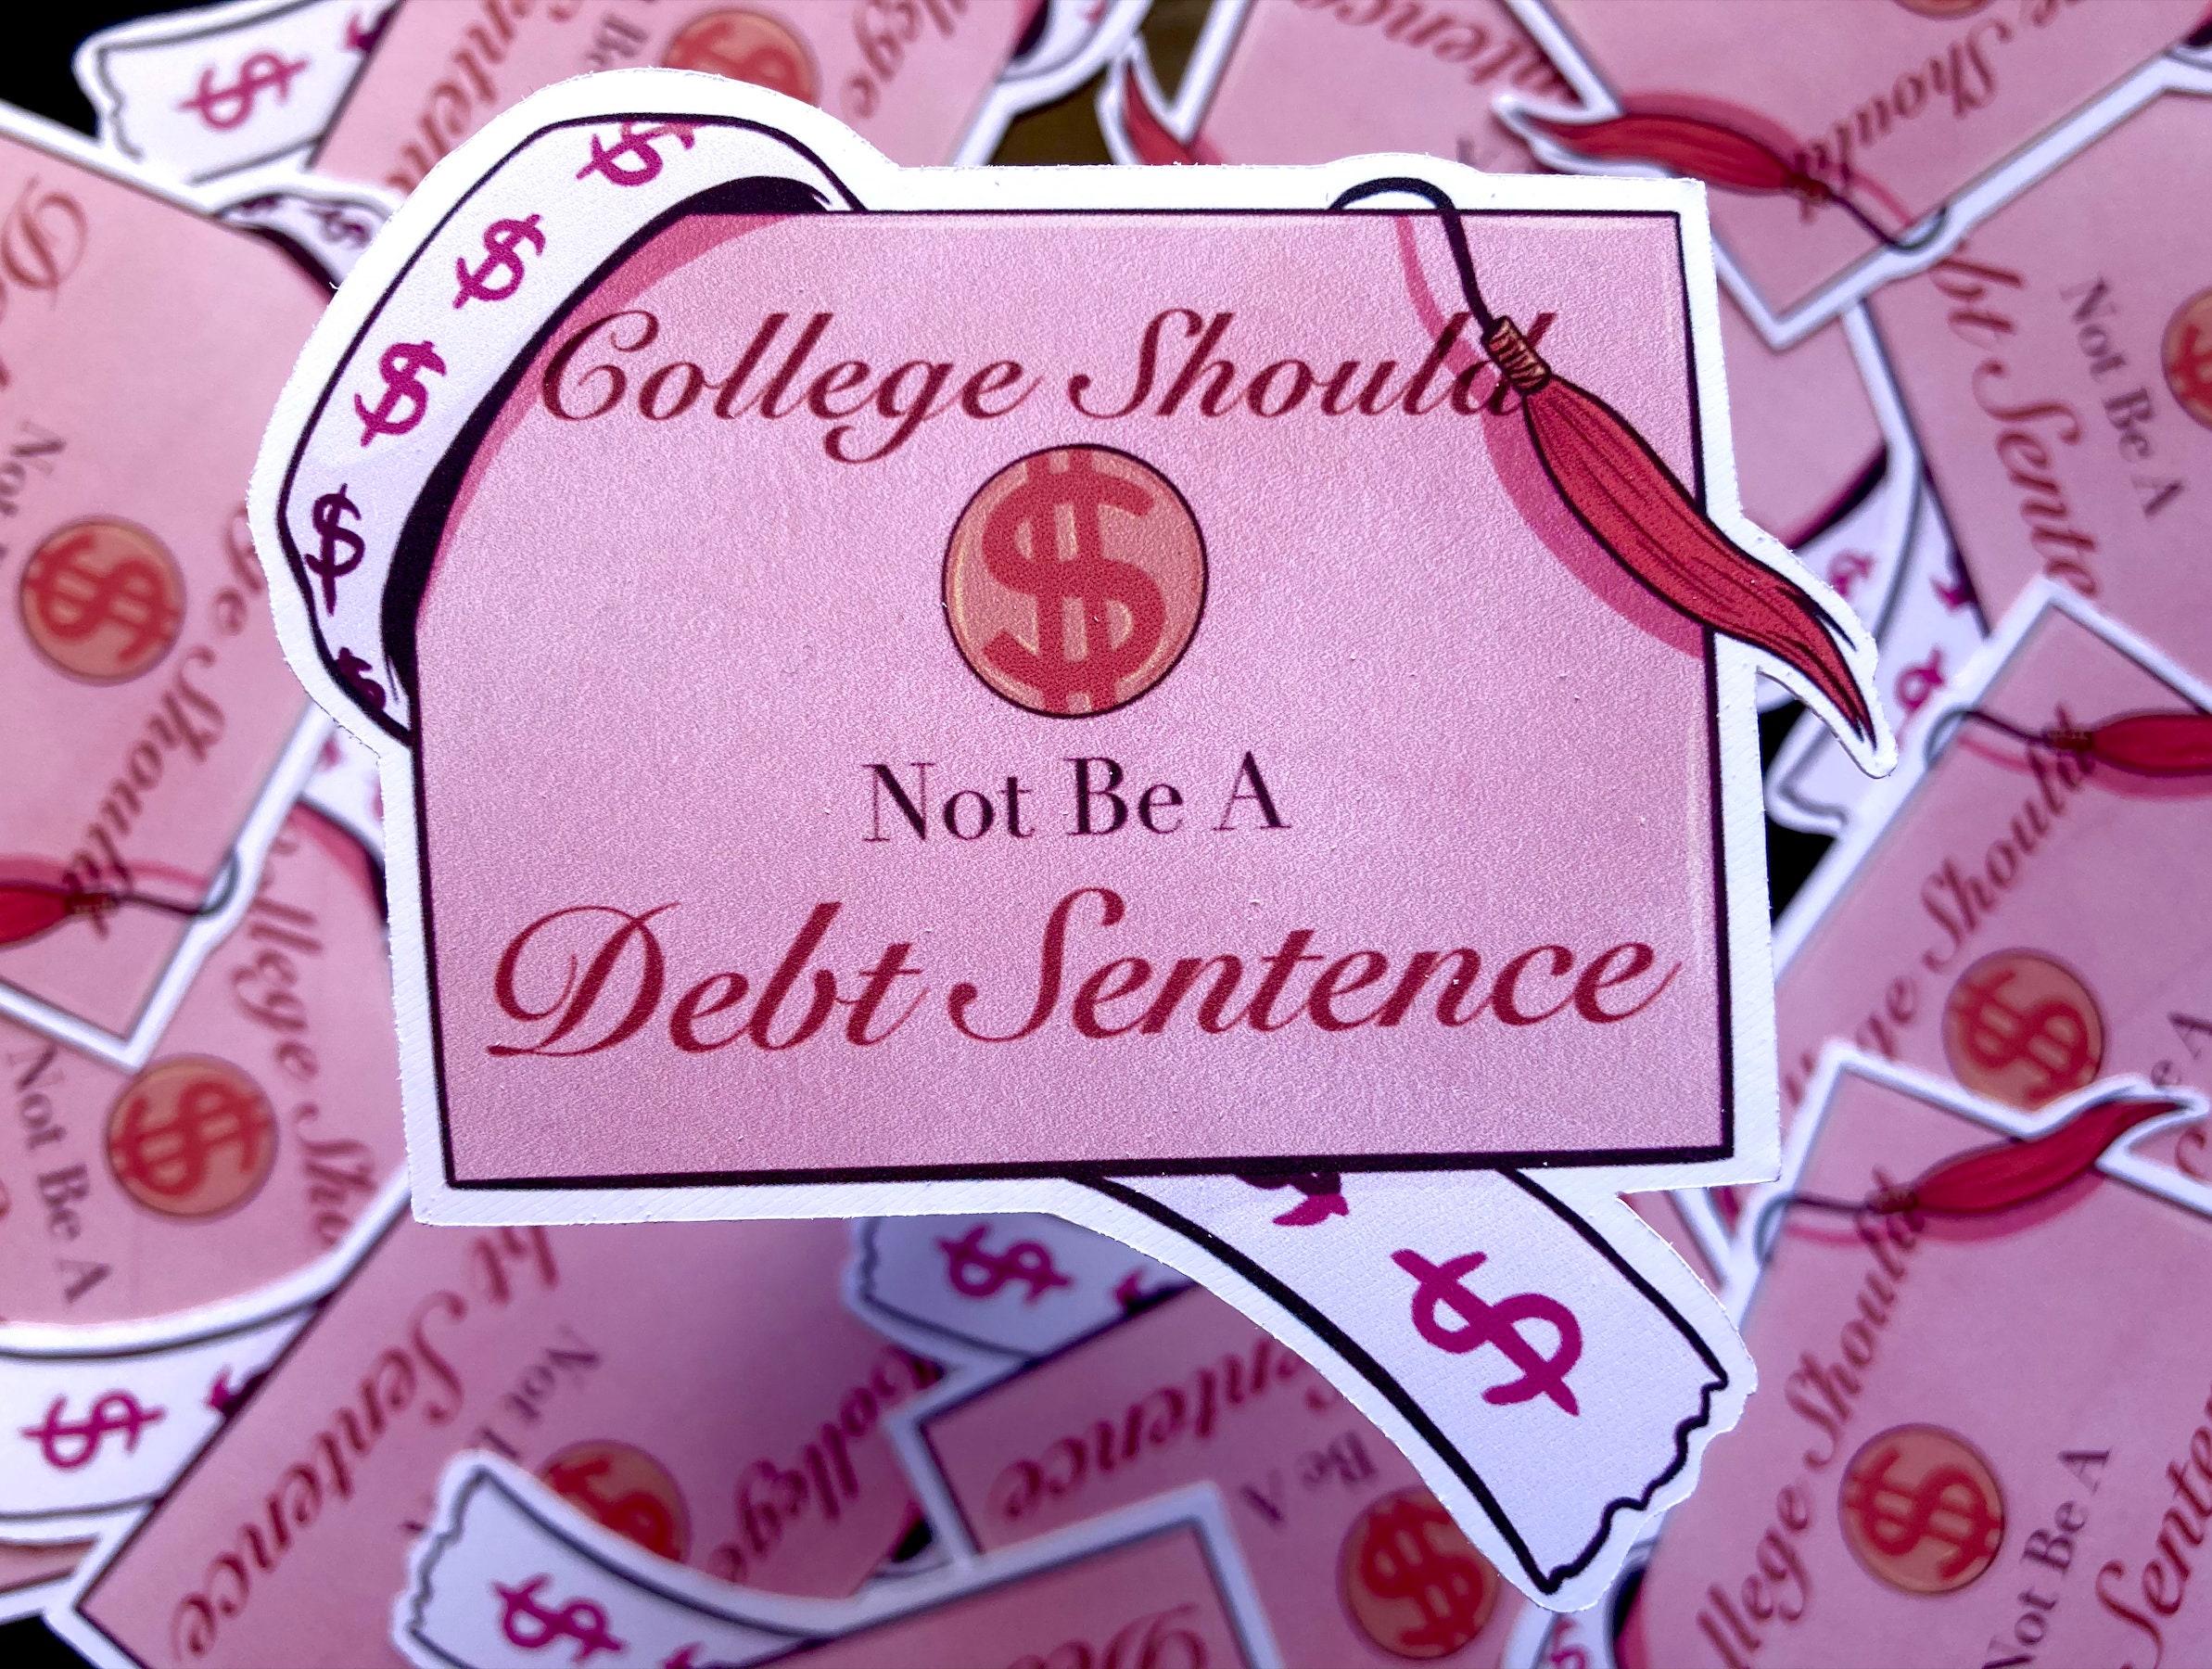 College Should
$
Not Be A
Debt Sentence